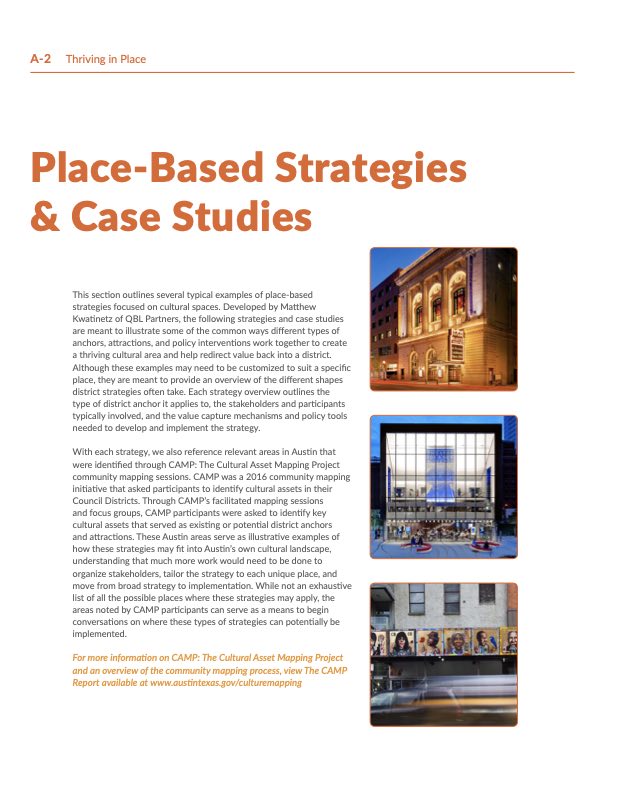 A-2 Thriving in Place
Place-Based Strategies
& Case Studies
This section outlines several typical examples of place-based
strategies focused on cultural spaces. Developed by Matthew
Kwatinetz of QBL Partners, the following strategies and case studies
are meant to illustrate some of the common ways different types of
anchors, attractions, and policy interventions work together to create
a thriving cultural area and help redirect value back into a district.
Although these examples may need to be customized to suit a specific
place, they are meant to provide an overview of the different shapes
district strategies often take. Each strategy overview outlines the
type of district anchor it applies to, the stakeholders and participants
typically involved, and the value capture mechanisms and policy tools
needed to develop and implement the strategy.
With each strategy, we also reference relevant areas in Austin that
were identified through CAMP: The Cultural Asset Mapping Project
community mapping sessions. CAMP was a 2016 community mapping
initiative that asked participants to identify cultural assets in their
Council Districts. Through CAMP's facilitated mapping sessions
and focus groups, CAMP participants were asked to identify key
cultural assets that served as existing or potential district anchors
and attractions. These Austin areas serve as illustrative examples of
how these strategies may fit into Austin's own cultural landscape,
understanding that much more work would need to be done to
organize stakeholders, tailor the strategy to each unique place, and
move from broad strategy to implementation. While not an exhaustive
list of all the possible places where these strategies may apply, the
areas noted by CAMP participants can serve as a means to begin
conversations on where these types of strategies can potentially be
implemented.
For more information on CAMP: The Cultural Asset Mapping Project
and an overview of the community mapping process, view The CAMP
Report available at www.austintexas.gov/culturemapping